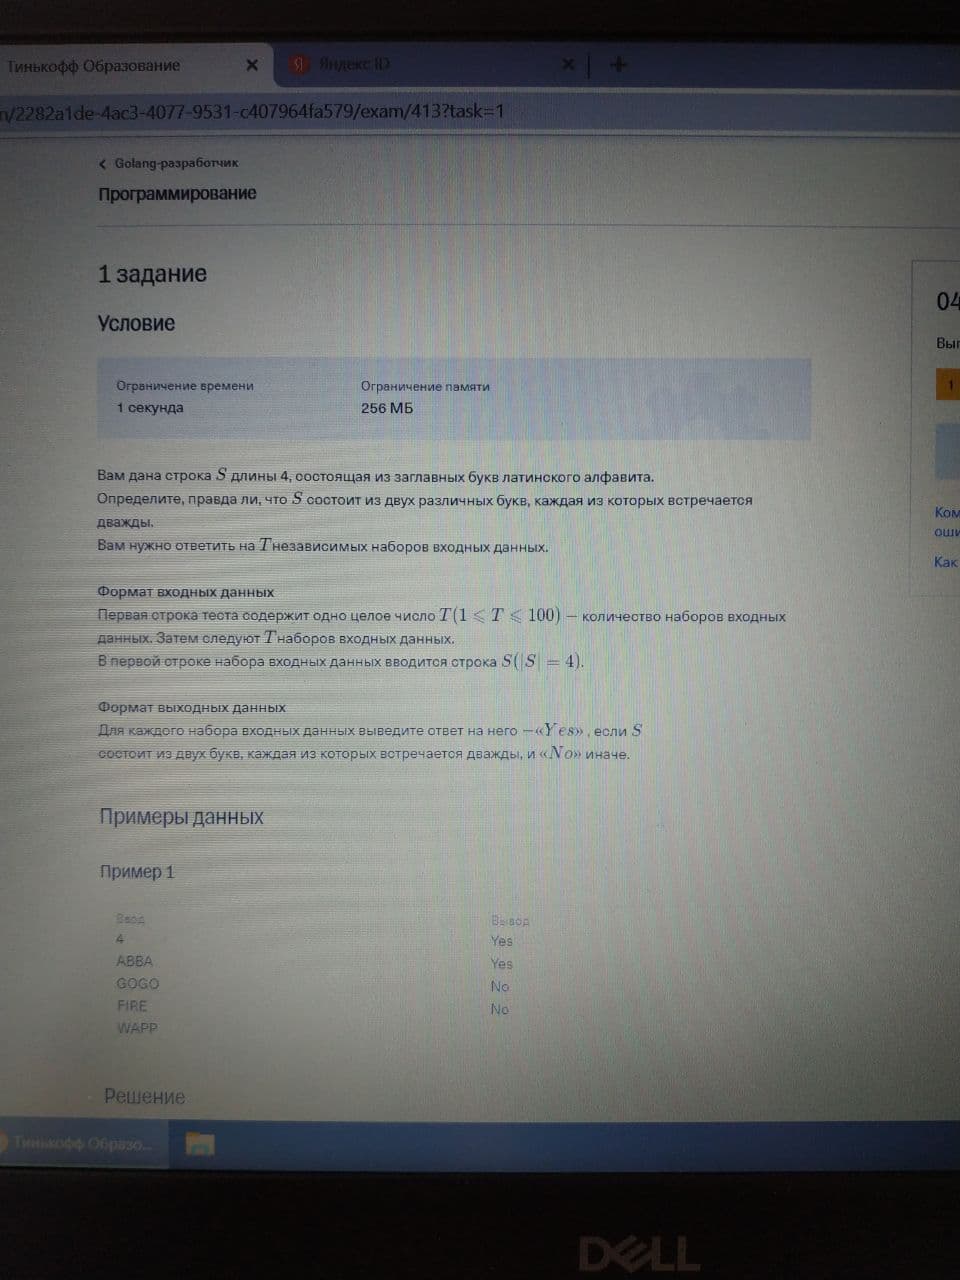 Тинькофф Образование
Яндекс ID
n/2282a1de-4ac3-4077-9531-c407964fa579/exam/413?task=1
Golang-разработчик
Программирование
1 задание
Условие
Ограничение времени
Ограничение памяти
1 секунда
256 МБ
04
Вып
1
Вам дана строка S длины 4, состоящая из заглавных букв латинского алфавита.
Определите, правда ли, что S состоит из двух различных букв, каждая из которых встречается
дважды.
Вам нужно ответить на T независимых наборов входных данных.
Ком
оши
Как
Формат входных данных
Первая строка теста содержит одно целое число T(1 ⩽ T ⩽ 100) – количество наборов входных
данных. Затем следуют T наборов входных данных.
В первой строке набора входных данных вводится строка S(|S| = 4).
Формат выходных данных
Для каждого набора входных данных выведите ответ на него –«Yes» , если S
состоит из двух букв, каждая из которых встречается дважды, и «No» иначе.
Примеры данных
Пример 1
Ввод
Вывод
4
Yes
ABBA
Yes
GOGO
No
FIRE
No
WAPP
Решение
Тинькофф Образо...
DELL